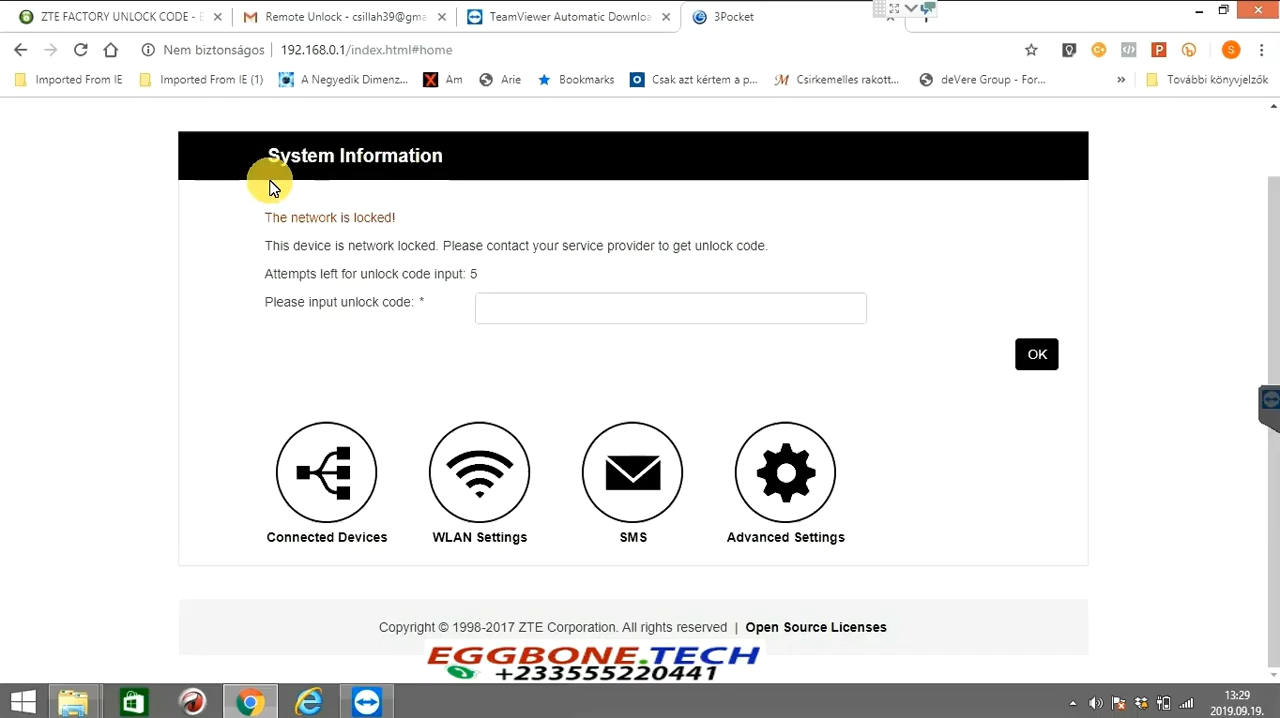 ZTE FACTORY UNLOCK CODE - E
Remote Unlock - csillah39@gma
TeamViewer Automatic Downloa
3Pocket
Nem biztonságos
192.168.0.1/index.html#home
Imported From IE
Imported From IE (1)
A Negyedik Dimenz...
Am
Arie
Bookmarks
Csak azt kértem a p...
Csirkemelles rakott...
deVere Group - For...
»
További könyvjelzők
System Information
The network is locked!
This device is network locked. Please contact your service provider to get unlock code.
Attempts left for unlock code input: 5
Please input unlock code: *
OK
Connected Devices
WLAN Settings
SMS
Advanced Settings
Copyright © 1998-2017 ZTE Corporation. All rights reserved | Open Source Licenses
EGGBONE.TECH
+233555220441
13:29
2019.09.19.